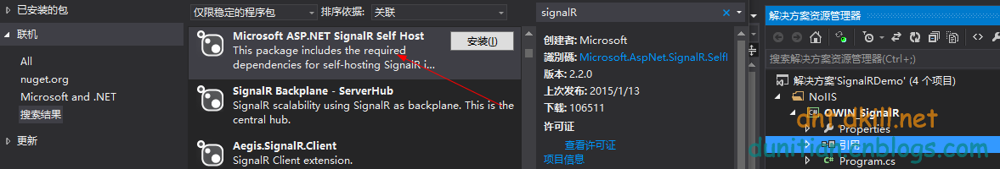 已安装的程序包
联机
All
nuget.org
Microsoft and .NET
搜索结果
更新
仅限稳定的程序包
排序依据: 关联
Microsoft ASP.NET SignalR Self Host
This package includes the required
dependencies for self-hosting SignalR i...
安装(I)
SignalR Backplane - ServerHub
SignalR scalability using SignalR as backplane. This is the
central hub.
Aegis.SignalR.Client
SignalR Client extension.
signalR
创建者: Microsoft
識別碼: Microsoft.AspNet.SignalR.Self
版本: 2.2.0
上次发布: 2015/1/13
下载: 106511
许可证
查看许可证
项目信息
解决方案资源管理器
搜索解决方案资源管理器(Ctrl+;)
解决方案'SignalRDemo' (4 个项目)
NoIIS
OWIN_SignalR
Properties
引用
Program.cs
dnt.dkill.net
dunitian.cnblogs.com